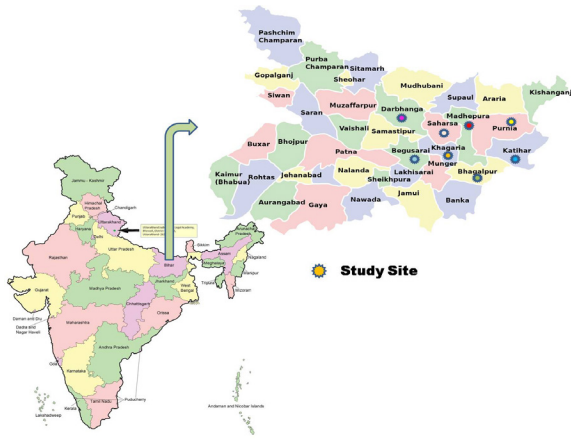 Pashchim
Champaran
Purba
Champaran
Sitamarh
Sheohar
Gopalganj
Siwan
Saran
Muzaffarpur
Mudhubani
Supaul
Araria
Kishanganj
Darbhanga
Madhepura
Saharsa
Purnia
Vaishali
Samastipur
Buxar
Bhojpur
Patna
Begusarai
Khagaria
Katihar
Munger
Bhagalpur
Kaimur
(Bhabua)
Rohtas
Jehanabad
Nalanda
Lakhisarai
Sheikhpura
Aurangabad
Gaya
Nawada
Jamui
Banka
Study Site
Jammu - Kashmir
Himachal
Pradesh
Chandigarh
Punjab
Uttarakhand
Haryana
Delhi
Rajasthan
Uttar Pradesh
Bihar
Sikkim
Arunachal
Pradesh
Assam
Nagaland
Meghalaya
Manipur
Tripura
Mizoram
Gujarat
Madhya Pradesh
Jharkhand
West
Bengal
Chhattisgarh
Orissa
Daman and Diu
Dadra and
Nagar Haveli
Maharashtra
Andhra Pradesh
Goa
Karnataka
Tamil Nadu
Kerala
Puducherry
Lakshadweep
Andaman and Nicobar Islands